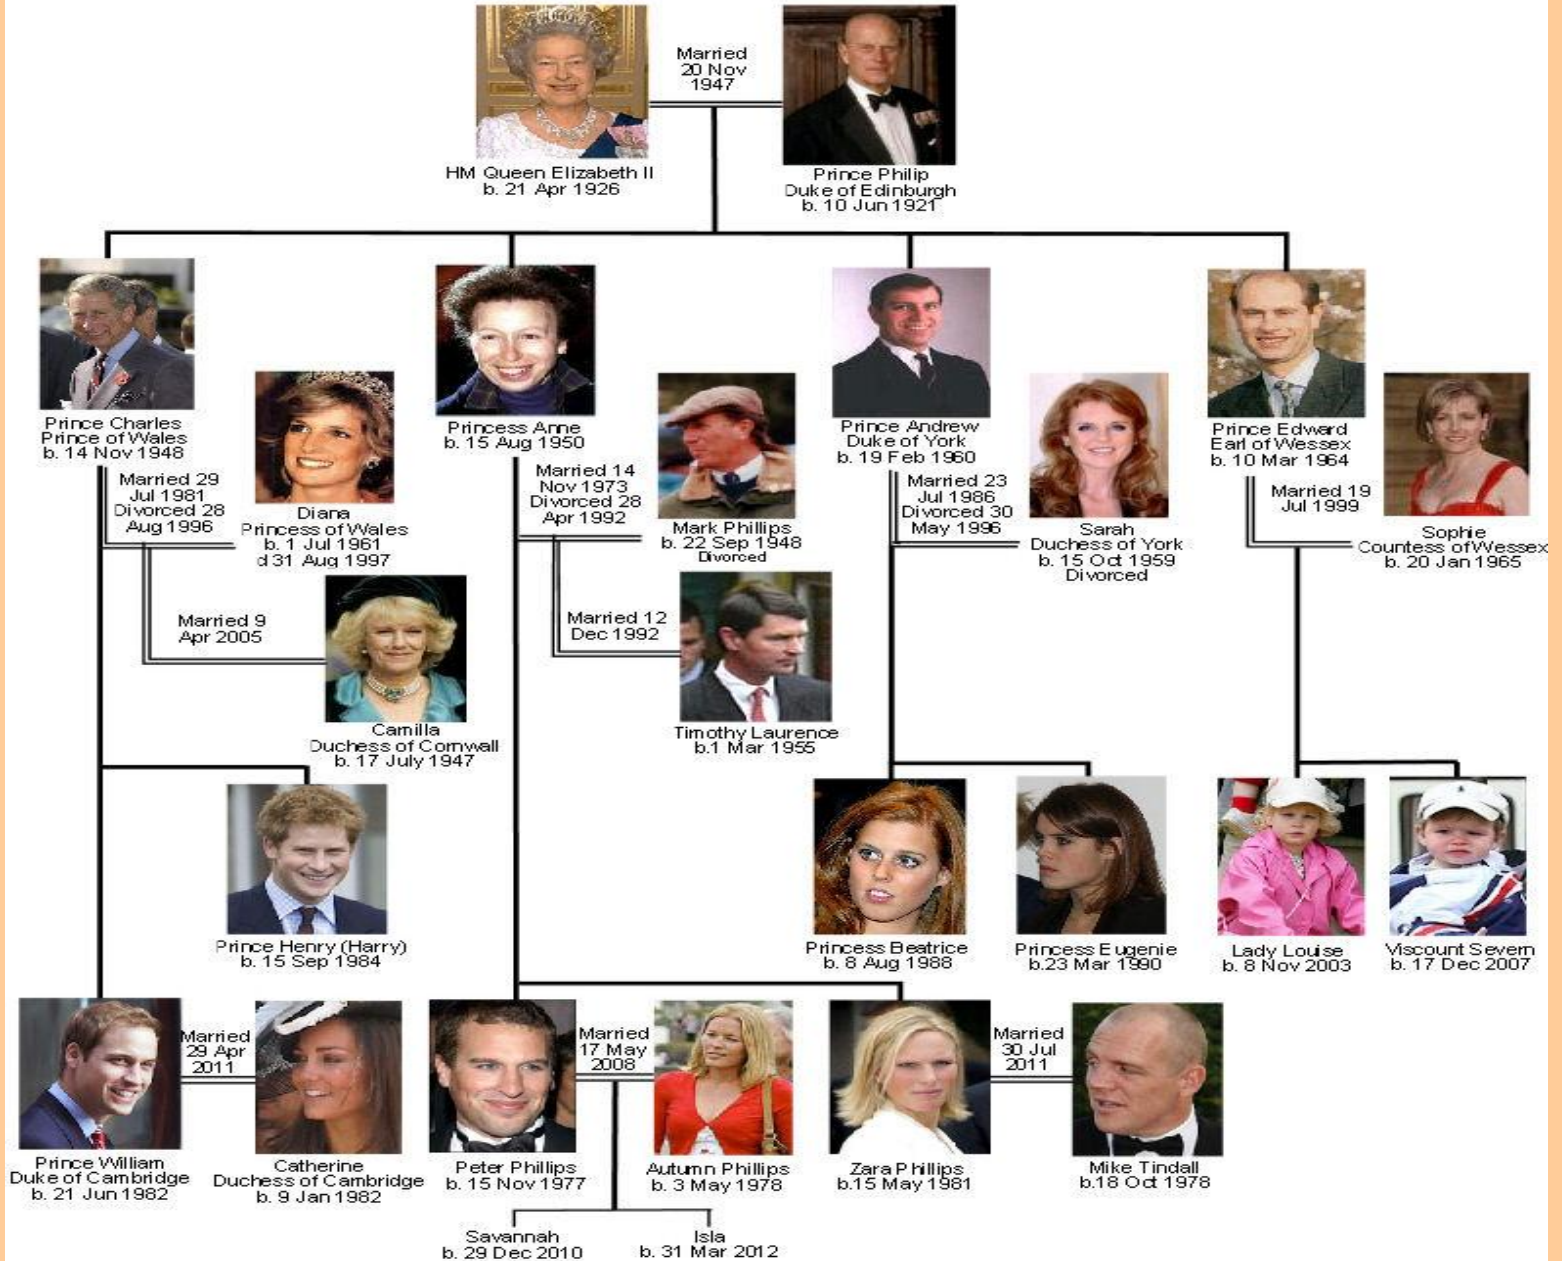 Married
20 Nov
1947
HM Queen Elizabeth II
b. 21 Apr 1926
Prince Philip
Duke of Edinburgh
b. 10 Jun 1921
Prince Charles
Prince of Wales
b. 14 Nov 1948
Married 29
Jul 1981
Divorced 28
Aug 1996
Diana
Princess of Wales
b. 1 Jul 1961
d 31 Aug 1997
Princess Anne
b. 15 Aug 1950
Married 14
Nov 1973
Divorced 28
Apr 1992
Mark Phillips
b. 22 Sep 1948
Divorced
Prince Andrew
Duke of York
b. 19 Feb 1960
Married 23
Jul 1986
Divorced 30
May 1996
Sarah
Duchess of York
b. 15 Oct 1959
Divorced
Prince Edward
Earl of Wessex
b. 10 Mar 1964
Married 19
Jul 1999
Sophie
Countess of Wessex
b. 20 Jan 1965
Married 9
Apr 2005
Camilla
Duchess of Cornwall
b. 17 July 1947
Married 12
Dec 1992
Timothy Laurence
b.1 Mar 1955
Prince Henry (Harry)
b. 15 Sep 1984
Princess Beatrice
b. 8 Aug 1988
Princess Eugenie
b.23 Mar 1990
Lady Louise
b. 8 Nov 2003
Viscount Severn
b. 17 Dec 2007
Prince William
Duke of Cambridge
b. 21 Jun 1982
Married
29 Apr
2011
Catherine
Duchess of Cambridge
b. 9 Jan 1982
Peter Phillips
b. 15 Nov 1977
Married
17 May
2008
Autumn Phillips
b. 3 May 1978
Zara Phillips
b.15 May 1981
Married
30 Jul
2011
Mike Tindall
b.18 Oct 1978
Savannah
b. 29 Dec 2010
Isla
b. 31 Mar 2012